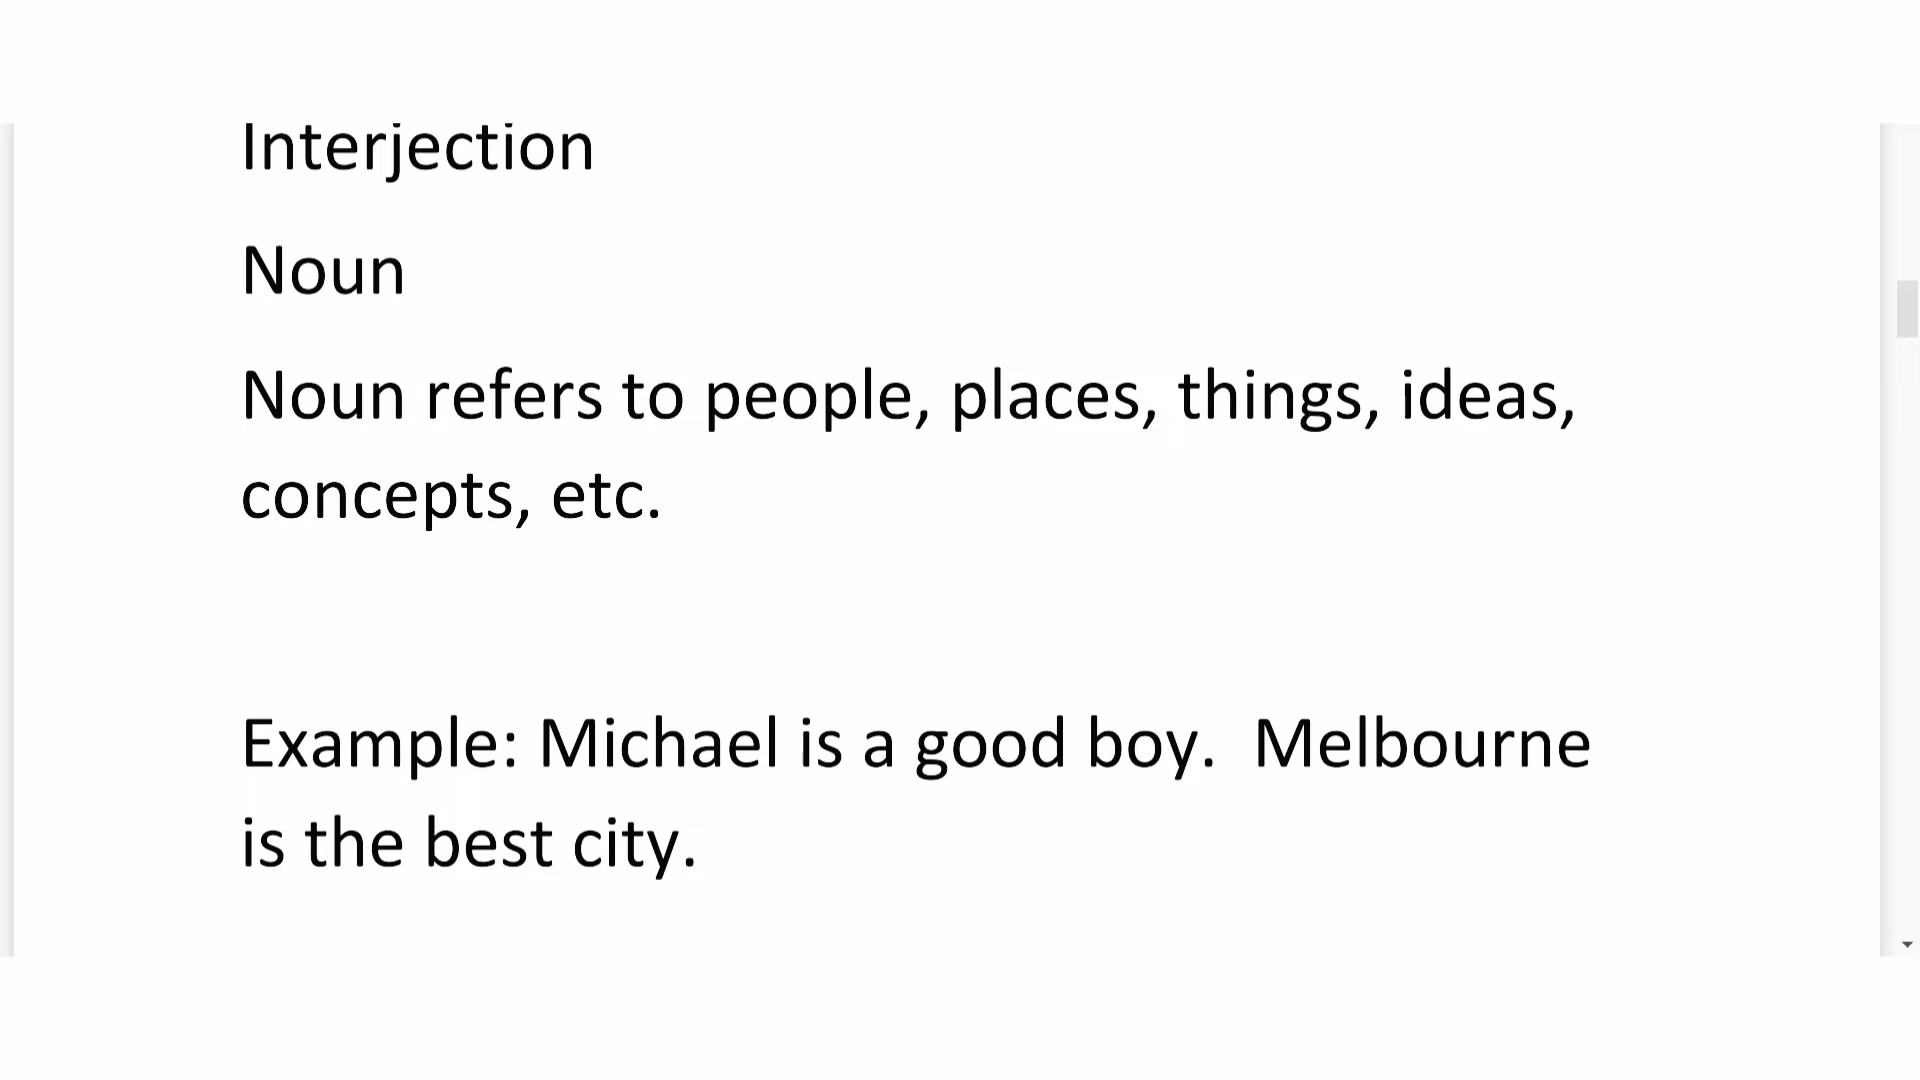 Interjection
Noun
Noun refers to people, places, things, ideas,
concepts, etc.
Example: Michael is a good boy.  Melbourne
is the best city.